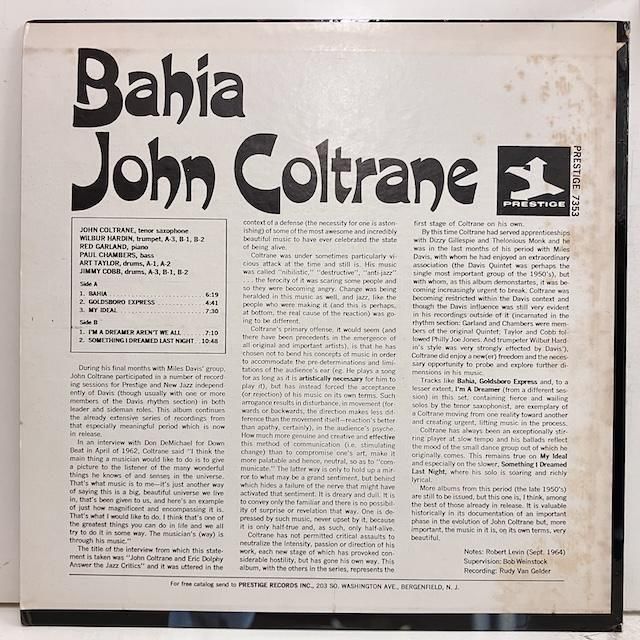 Bahia
John Coltrane
PRESTIGE
PRESTIGE 7353
JOHN COLTRANE, tenor saxophone
WILBUR HARDIN, trumpet, A-3, B-1, B-2
RED GARLAND, piano
PAUL CHAMBERS, bass
ART TAYLOR, drums, A-1, A-2
JIMMY COBB, drums, A-3, B-1, B-2
Side A
1. BAHIA 6:19
2. GOLDSBORO EXPRESS 4:41
3. MY IDEAL 7:30
Side B
1. I'M A DREAMER AREN'T WE ALL 7:10
2. SOMETHING I DREAMED LAST NIGHT 10:48
During his final months with Miles Davis' group,
John Coltrane participated in a number of record-
ing sessions for Prestige and New Jazz independ-
ently of Davis (though usually with one or more
members of the Davis rhythm section) in both
leader and sideman roles. This album continues
the already extensive series of recordings from
that especially meaningful period which is now
in release.
In an interview with Don DeMichael for Down
Beat in April of 1962, Coltrane said "I think the
main thing a musician would like to do is to give
a picture to the listener of the many wonderful
things he knows of and senses in the universe.
That's what music is to me—it's just another way
of saying this is a big, beautiful universe we live
in, that's been given to us, and here's an example
of just how magnificent and encompassing it is.
That's what I would like to do. I think that's one of
the greatest things you can do in life and we all
try to do it in some way. The musician's (way) is
through his music."
The title of the interview from which this state-
ment is taken was "John Coltrane and Eric Dolphy
Answer the Jazz Critics" and it was uttered in the
context of a defense (the necessity for one is aston-
ishing) of some of the most awesome and incredibly
beautiful music to have ever celebrated the state
of being alive.
Coltrane was under sometimes particularly vi-
cious attack at the time and still is. His music
was called "nihilistic," "destructive", "anti-jazz"
. . . the ferocity of it was scaring some people and
so they were becoming angry. Change was being
heralded in this music as well, and jazz, like the
people who were making it (and this is perhaps,
at bottom, the real cause of the reaction) was go-
ing to be different.
Coltrane's primary offense, it would seem (and
there have been precedents in the emergence of
all original and important artists), is that he has
chosen not to bend his concepts of music in order
to accommodate the pre-determinations and limi-
tations of the audience's ear (eg. He plays a song
for as long as it is artistically necessary for him to
play it), but has instead forced the acceptance
(or rejection) of his music on its own terms. Such
arrogance results in disturbance, in movement (for-
wards or backwards, the direction makes less dif-
ference than the movement itself—reaction's better
than apathy, certainly), in the audience's psyche.
How much more genuine and creative and effective
this method of communication (i.e. stimulating
change) than to compromise one's art, make it
more palatable and hence, neutral, so as to "com-
municate." The latter way is only to hold up a mir-
ror to what may be a grand sentiment, but behind
which hides a failure of the nerve that might have
activated that sentiment. It is dreary and dull. It is
to convey only the familiar and there is no possibil-
ity of surprise or revelation that way. One is de-
pressed by such music, never upset by it, because
it is only half-true and, as such, only half-alive.
Coltrane has not permitted critical assaults to
neutralize the intensity, passion or direction of his
work, each new stage of which has provoked con-
siderable hostility, but has gone his own way. This
album, with the others in the series, represents the
first stage of Coltrane on his own.
By this time Coltrane had served apprenticeships
with Dizzy Gillespie and Thelonious Monk and he
was in the last months of his period with Miles
Davis, with whom he had enjoyed an extraordinary
association (the Davis Quintet was perhaps the
single most important group of the 1950's), but
with whom, as this album demonstartes, it was be-
coming increasingly urgent to break. Coltrane was
becoming restricted within the Davis context and
though the Davis influence was still very evident
in his recordings outside of it (incarnated in the
rhythm section: Garland and Chambers were mem-
bers of the original Quintet; Taylor and Cobb fol-
lowed Philly Joe Jones. And trumpeter Wilbur Hard-
in's style was very strongly effected by Davis'),
Coltrane did enjoy a new(er) freedom and the neces-
sary opportunity to probe and explore further di-
mensions in his music.
Tracks like Bahia, Goldsboro Express and, to a
lesser extent, I'm A Dreamer (from a different ses-
sion) in this set, containing fierce and wailing
solos by the tenor saxophonist, are exemplary of
a Coltrane moving from one reality toward another
and creating urgent, lifting music in the process.
Coltrane has always been an exceptionally stir-
ring player at slow tempo and his ballads reflect
the mood of the small dance group out of which he
originally comes. This remains true on My Ideal
and especially on the slower, Something I Dreamed
Last Night, where his solo is soaring and richly
lyrical.
More albums from this period (the late 1950's)
are still to be issued, but this one is, I think, among
the best of those already in release. It is valuable
historically in its documentation of an important
phase in the evolution of John Coltrane but, more
important, the music in it is, on its own terms, very
beautiful.
Notes: Robert Levin (Sept. 1964)
Supervision: Bob Weinstock
Recording: Rudy Van Gelder
For free catalog send to PRESTIGE RECORDS INC., 203 SO. WASHINGTON AVE., BERGENFIELD, N. J.